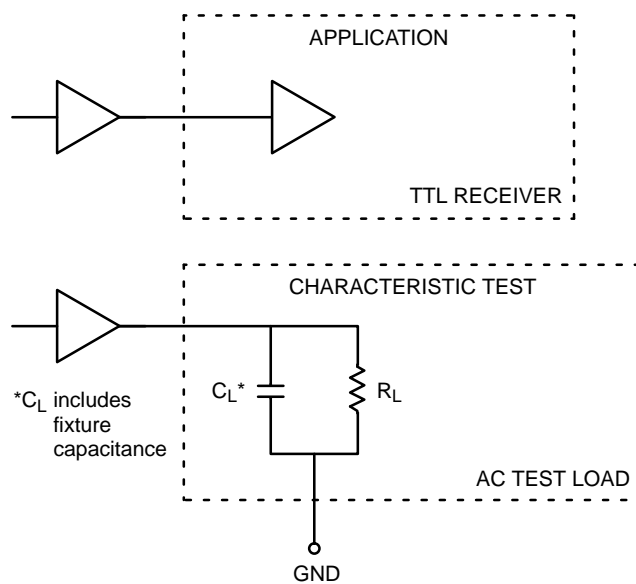 APPLICATION
TTL RECEIVER
CHARACTERISTIC TEST
CL*
RL
*CL includes
fixture
capacitance
AC TEST LOAD
GND